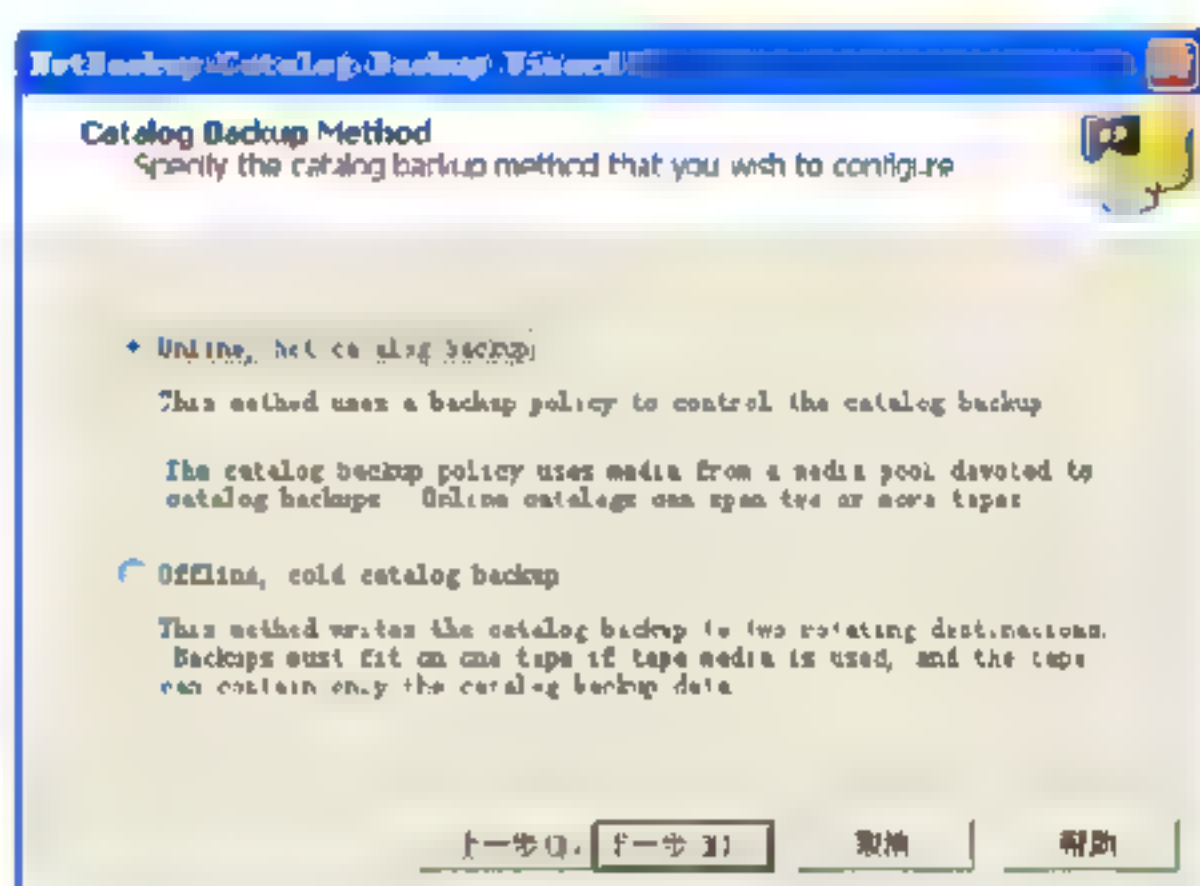 NetBackup Catalog Backup Wizard
Catalog Backup Method
Specify the catalog backup method that you wish to configure
Online, hot catalog backup
This method uses a backup policy to control the catalog backup
The catalog backup policy uses media from a media pool devoted to
catalog backups Online catalogs can span two or more tapes
Offline, cold catalog backup
This method writes the catalog backup to two rotating destinations.
Backups must fit on one tape if tape media is used, and the tape
can contain only the catalog backup data
上一步 下一步 取消 帮助